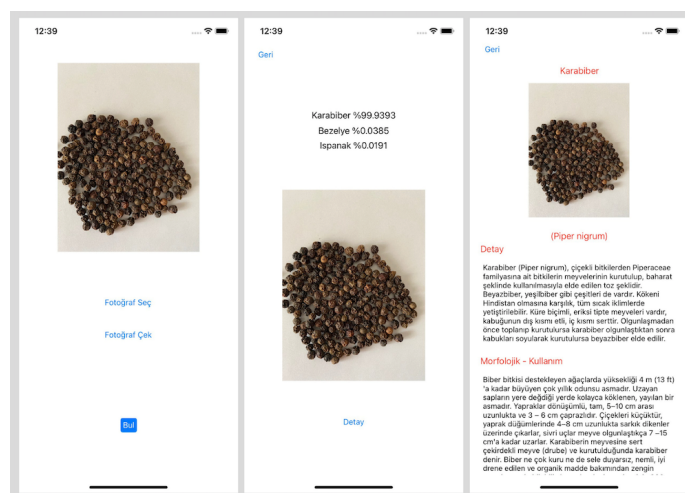 12:39
Fotoğraf Seç
Fotoğraf Çek
Bul
12:39
Geri
Karabiber %99.9393
Bezelye %0.0385
Ispanak %0.0191
Detay
12:39
Geri
Karabiber
(Piper nigrum)
Detay
Karabiber (Piper nigrum), çiçekli bitkilerden Piperaceae
familyasına ait bitkilerin meyvelerinin kurutulup, baharat
şeklinde kullanılmasıyla elde edilen toz şeklidir.
Beyazbiber, yeşilbiber gibi çeşitleri de vardır. Kökeni
Hindistan olmasına karşılık, tüm sıcak iklimlerde
yetiştirilebilir. Küre biçimli, eriksi tipte meyveleri vardır,
kabuğunun dış kısmı etli, iç kısmı serttir. Olgunlaşmadan
önce toplanıp kurutulursa karabiber olgunlaştıktan sonra
kabukları soyularak kurutulursa beyazbiber elde edilir.
Morfolojik - Kullanım
Biber bitkisi destekleyen ağaçlarda yüksekliği 4 m (13 ft)
'a kadar büyüyen çok yıllık odunsu asmadır. Uzayan
sapların yere değdiği yerde kolayca köklenen, yayılan bir
asmadır. Yapraklar dönüşümlü, tam, 5–10 cm arası
uzunlukta ve 3 – 6 cm çaprazlıdır. Çiçekleri küçüktür,
yaprak düğümlerinde 4–8 cm uzunlukta sarkık dikenler
üzerinde çıkarlar, sivri uçlar meyve olgunlaştıkça 7 –15
cm'a kadar uzarlar. Karabiberin meyvesine sert
çekirdekli meyve (drube) ve kurutulduğunda karabiber
denir. Biber ne çok kuru ne de sele duyarsız, nemli, iyi
drene edilen ve organik madde bakımından zengin